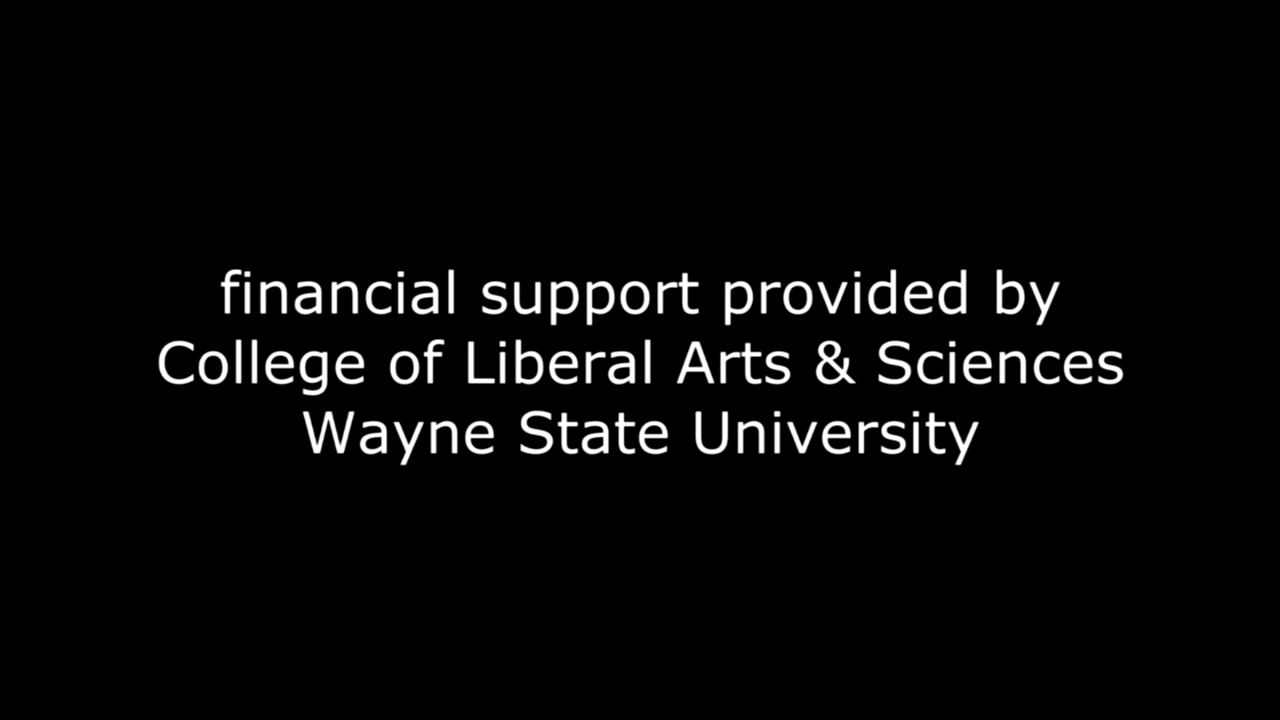 financial support provided by
College of Liberal Arts & Sciences
Wayne State University